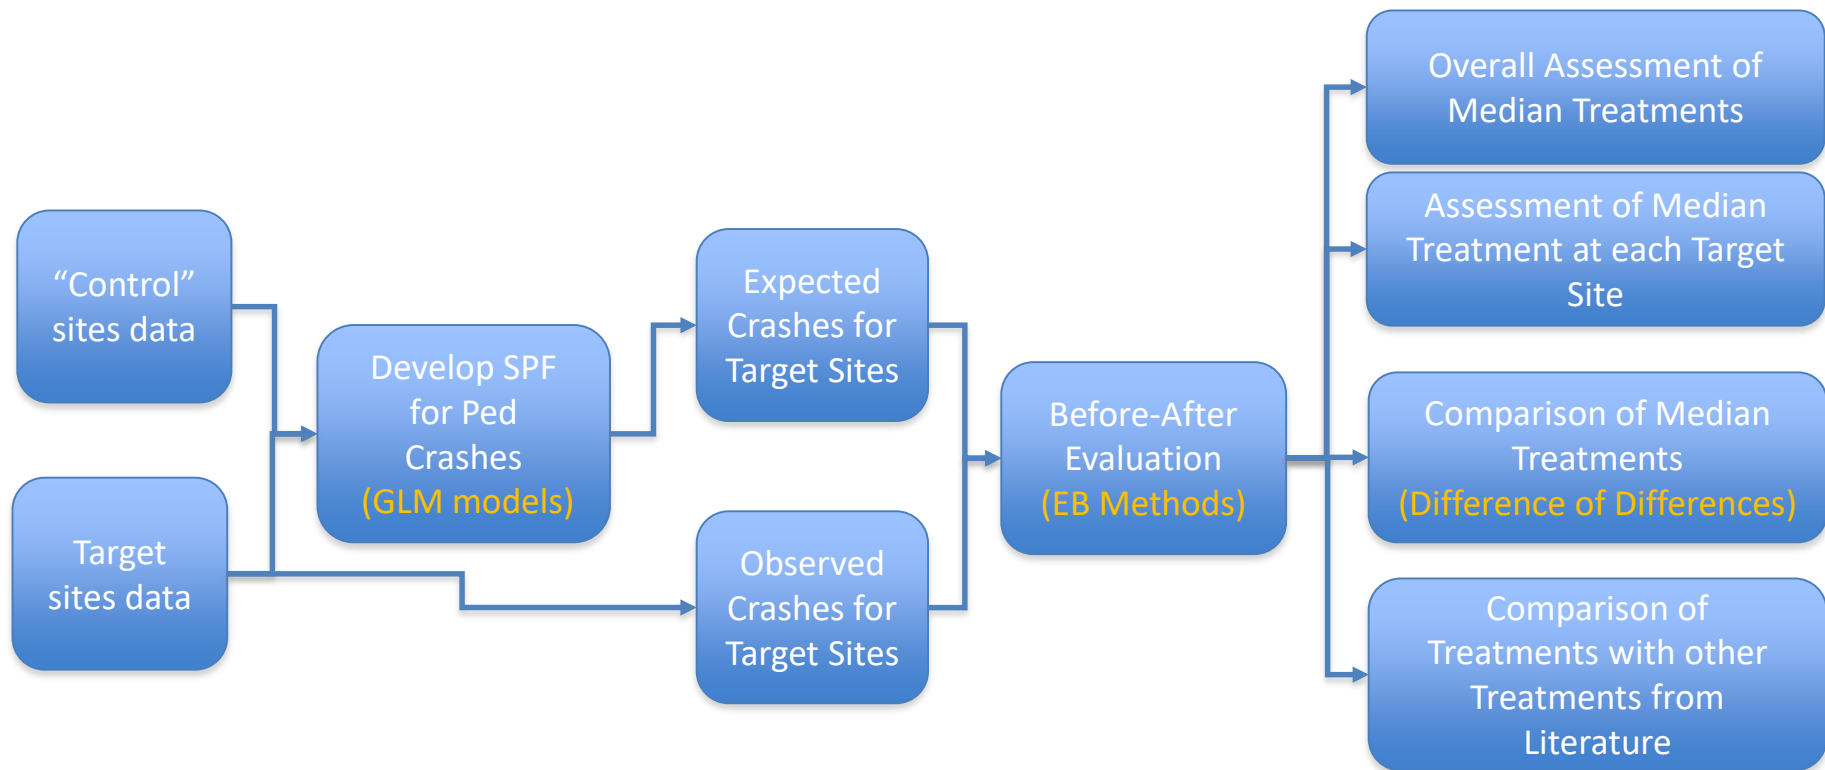 “Control”
sites data
Target
sites data
Develop SPF
for Ped
Crashes
(GLM models)
Expected
Crashes for
Target Sites
Observed
Crashes for
Target Sites
Before-After
Evaluation
(EB Methods)
Overall Assessment of
Median Treatments
Assessment of Median
Treatment at each Target
Site
Comparison of Median
Treatments
(Difference of Differences)
Comparison of
Treatments with other
Treatments from
Literature